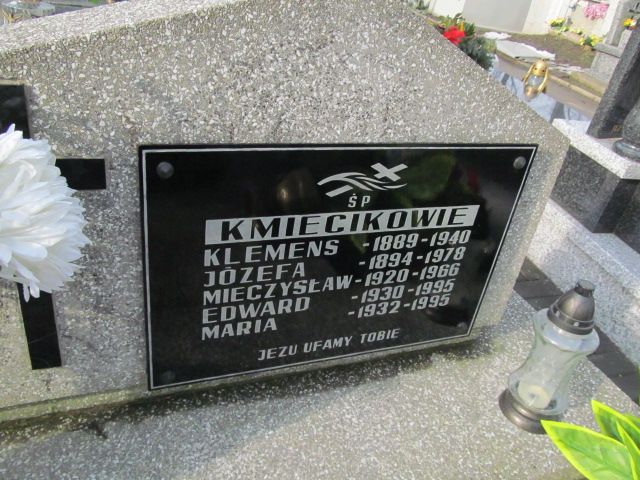 ŚP
KMIECIKOWIE
KLEMENS -1889-1940
JÓZEFA -1894-1978
MIECZYSŁAW-1920-1966
EDWARD -1930-1995
MARIA -1932-1995
JEZU UFAMY TOBIE